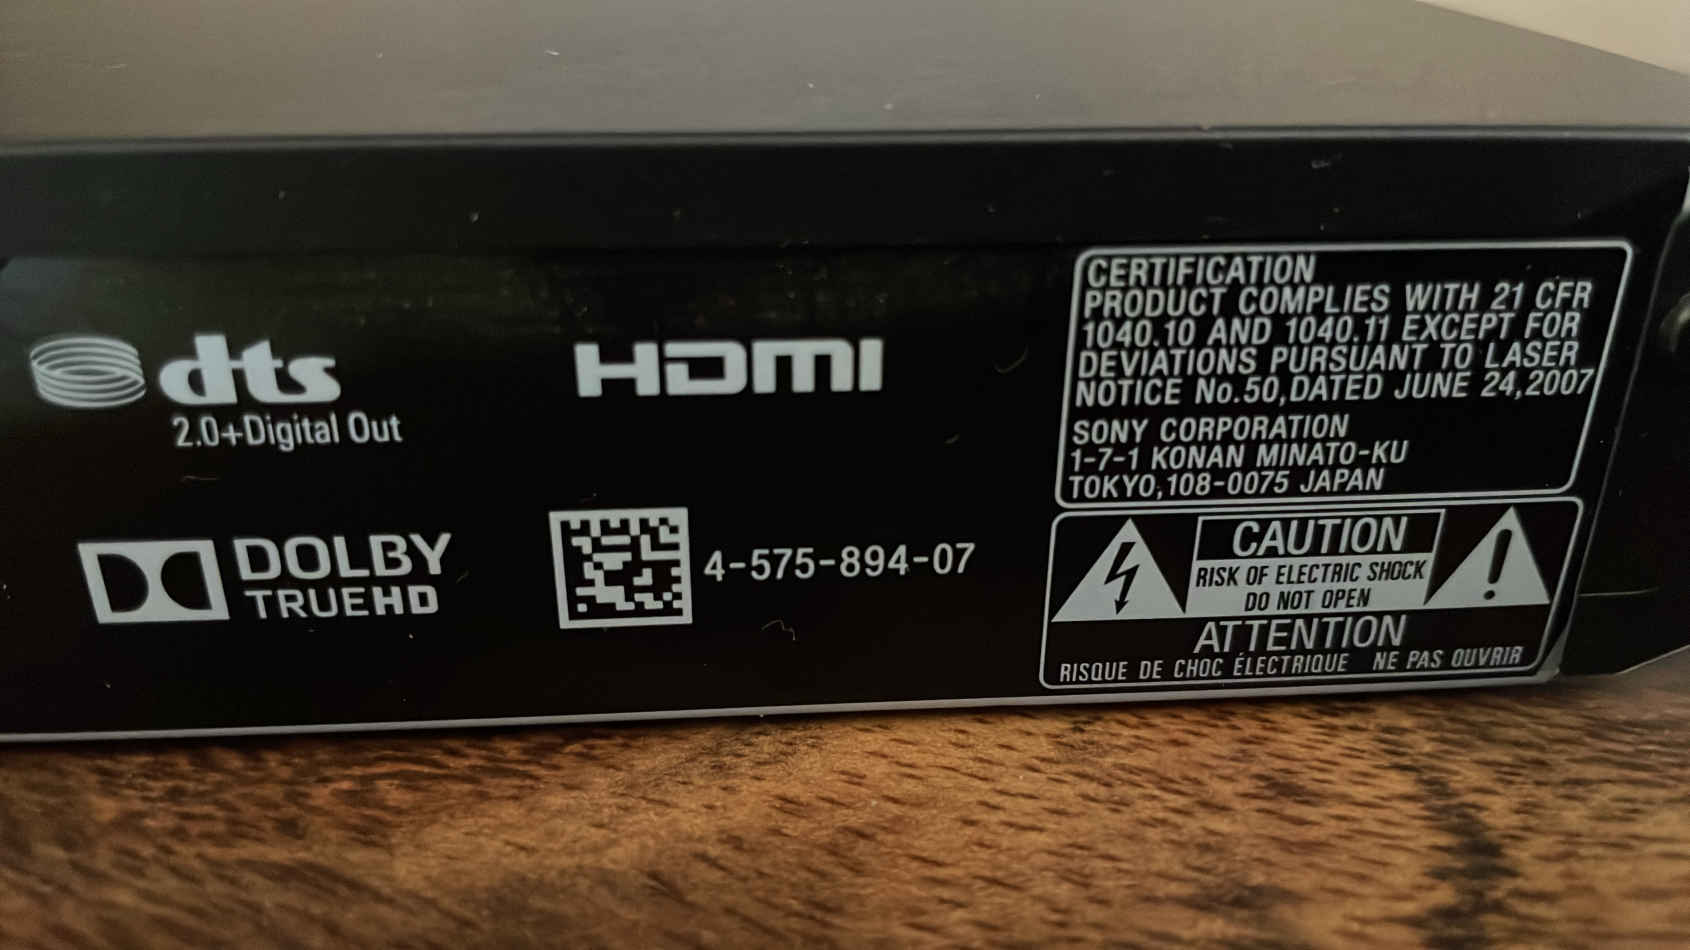 dts
2.0+Digital Out
HDMI
DOLBY
TRUEHD
4-575-894-07
CERTIFICATION
PRODUCT COMPLIES WITH 21 CFR
1040.10 AND 1040.11 EXCEPT FOR
DEVIATIONS PURSUANT TO LASER
NOTICE No.50,DATED JUNE 24,2007
SONY CORPORATION
1-7-1 KONAN MINATO-KU
TOKYO,108-0075 JAPAN
CAUTION
RISK OF ELECTRIC SHOCK
DO NOT OPEN
ATTENTION
RISQUE DE CHOC ÉLECTRIQUE NE PAS OUVRIR